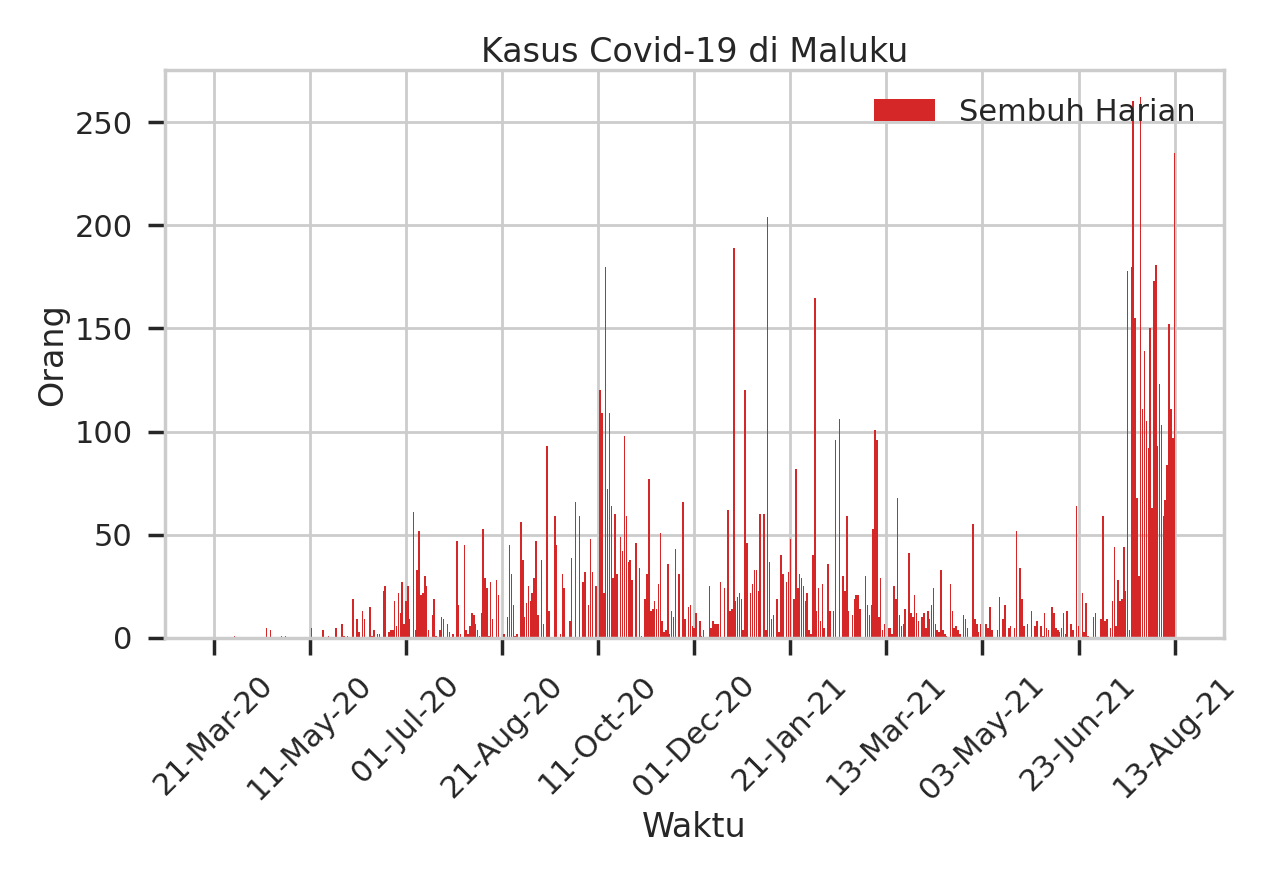 Kasus Covid-19 di Maluku
Sembuh Harian
Orang
250
200
150
100
50
0
21-Mar-20
11-May-20
01-Jul-20
21-Aug-20
11-Oct-20
01-Dec-20
21-Jan-21
13-Mar-21
03-May-21
23-Jun-21
13-Aug-21
Waktu